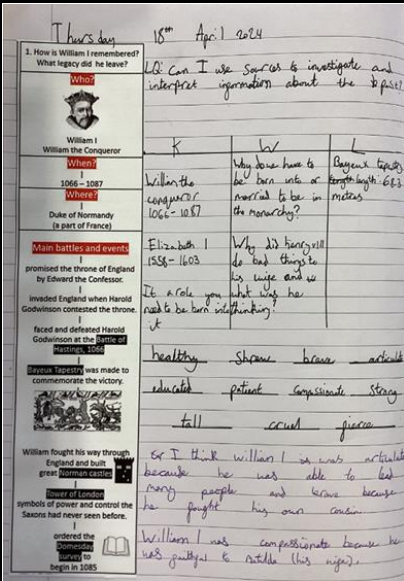 Thursday 18th April 2024
1. How is William I remembered?
What legacy did he leave?
Who?
William I
William the Conqueror
When?
1066 – 1087
Where?
Duke of Normandy
(a part of France)
Main battles and events
promised the throne of England
by Edward the Confessor.
invaded England when Harold
Godwinson contested the throne.
faced and defeated Harold
Godwinson at the Battle of
Hastings, 1066
Bayeux Tapestry was made to
commemorate the victory.
William fought his way through
England and built
great Norman castles
Tower of London
symbols of power and control the
Saxons had never seen before.
ordered the
Domesday
survey to
begin in 1085
LQ: Can I use sources to investigate and
interpret information about the past?
K
William the
conqueror
1066 – 1087
Elizabeth I
1558 – 1603
It a role you
need to be born into
it
W
Why do we have to
be born into or
married to be in
the monarchy?
Why did henry VIII
do bad things to
his wife and
what was he
thinking?
L
Bayeux tapestry
length: 68.3
metres
healthy shrewd brave articulate
educated patient compassionate strong
tall cruel fierce
I think William I was articulate
because he was able to lead
many people and brave because
he fought his own cousin
William I was compassionate because he
was to Matilda (his wife).